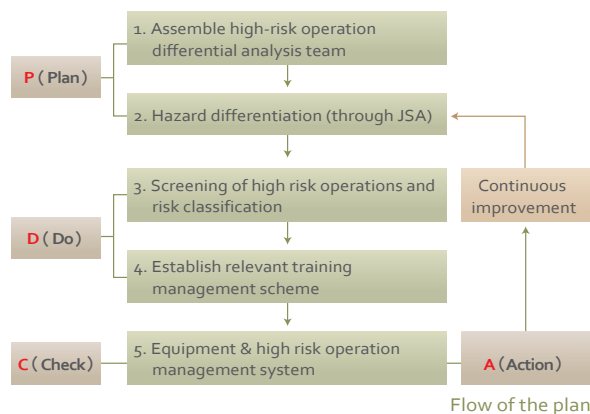 1. Assemble high-risk operation
differential analysis team
P ( Plan )
2. Hazard differentiation (through JSA)
3. Screening of high risk operations and
risk classification
Continuous
improvement
D ( Do )
4. Establish relevant training
management scheme
C ( Check )
5. Equipment & high risk operation
management system
A (Action)
Flow of the plan